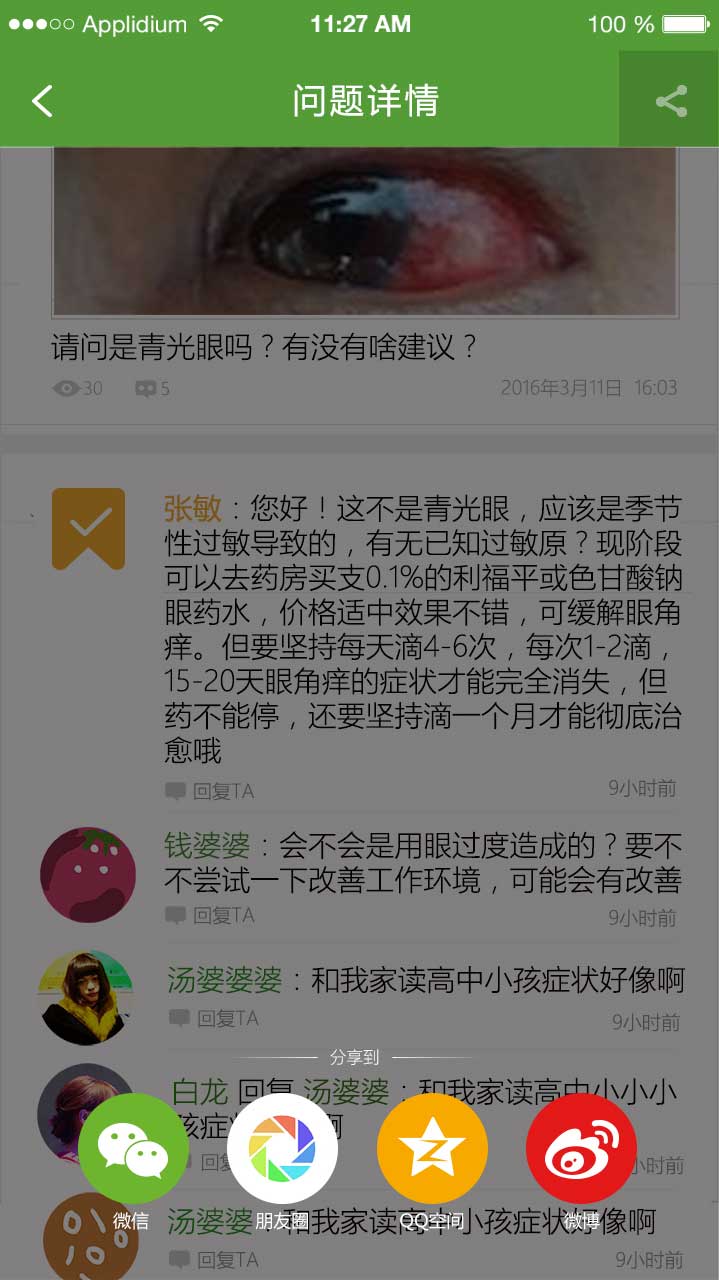 Applidium 11:27 AM 100 %
问题详情
请问是青光眼吗？有没有啥建议？
30 5 2016年3月11日 16:03
张敏：您好！这不是青光眼，应该是季节
性过敏导致的，有无已知过敏原？现阶段
可以去药房买支0.1%的利福平或色甘酸钠
眼药水，价格适中效果不错，可缓解眼角
痒。但要坚持每天滴4-6次，每次1-2滴，
15-20天眼角痒的症状才能完全消失，但
药不能停，还要坚持滴一个月才能彻底治
愈哦
回复TA 9小时前
钱婆婆：会不会是用眼过度造成的？要不
不尝试一下改善工作环境，可能会有改善
回复TA 9小时前
汤婆婆婆：和我家读高中小孩症状好像啊
回复TA 9小时前
分享到
白龙 回复 汤婆婆：和我家读高中小小小
孩症 啊
回 小时前
微信 朋友圈 QQ空间 微博
汤婆婆：和我家读高中小孩症状好像啊
回复TA 9小时前